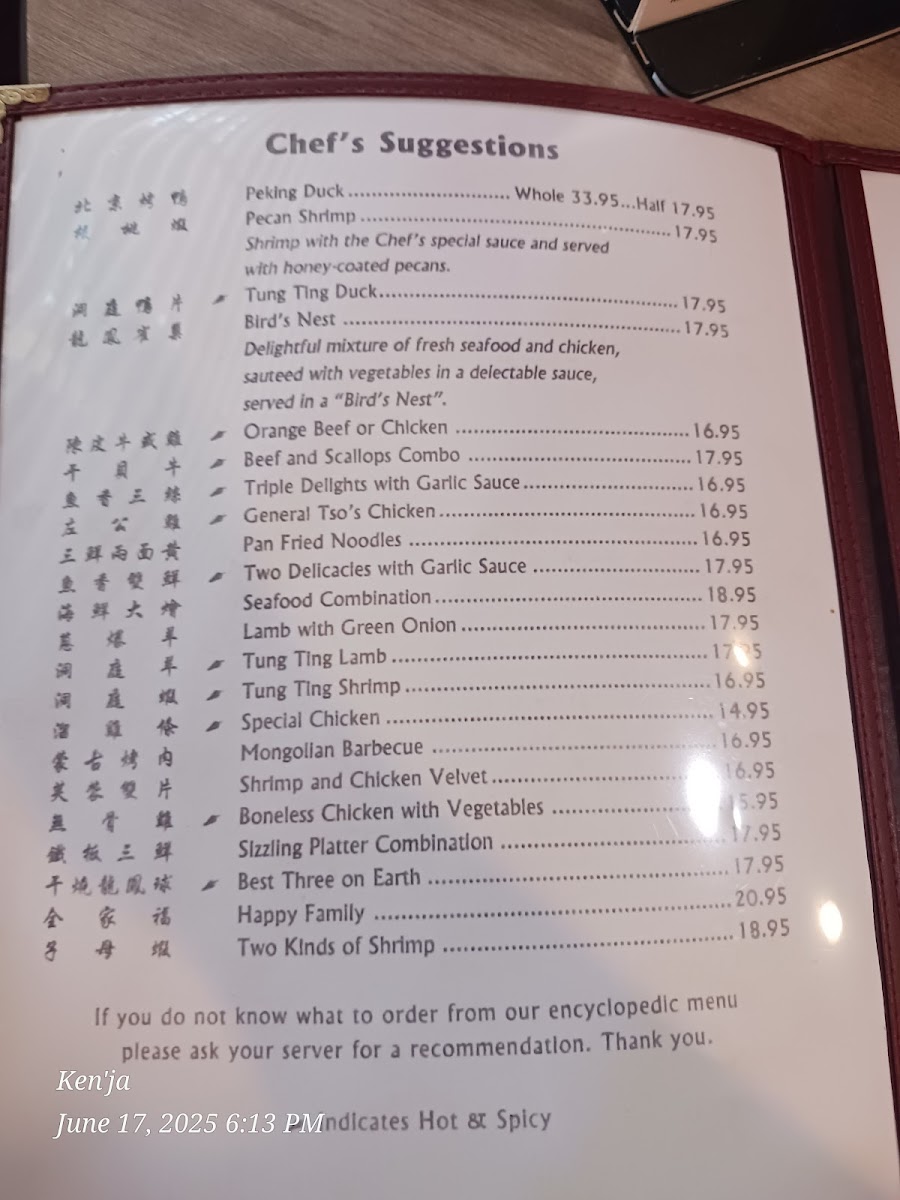 Chef's Suggestions
北京烤鴨 Peking Duck .................................. Whole 33.95...Half 17.95
桃蝦 Pecan Shrimp ................................................................. 17.95
Shrimp with the Chef's special sauce and served
with honey-coated pecans.
洞庭鴨片 Tung Ting Duck.............................................................. 17.95
龍鳳雀巢 Bird's Nest ..................................................................... 17.95
Delightful mixture of fresh seafood and chicken,
sauteed with vegetables in a delectable sauce,
served in a "Bird's Nest".
陳皮牛或雞 Orange Beef or Chicken ................................................ 16.95
干貝牛 Beef and Scallops Combo .............................................. 17.95
魚香三絲 Triple Delights with Garlic Sauce................................... 16.95
左公雞 General Tso's Chicken .................................................... 16.95
三鮮兩面黃 Pan Fried Noodles .......................................................... 16.95
魚香雙鮮 Two Delicacies with Garlic Sauce .................................. 17.95
海鮮大燴 Seafood Combination...................................................... 18.95
蔥爆羊 Lamb with Green Onion .................................................. 17.95
洞庭羊 Tung Ting Lamb ................................................................ 17.95
洞庭蝦 Tung Ting Shrimp ............................................................. 16.95
溜雞條 Special Chicken ................................................................. 14.95
蒙古烤肉 Mongolian Barbecue ......................................................... 16.95
芙蓉雙片 Shrimp and Chicken Velvet ............................................. 16.95
無骨雞 Boneless Chicken with Vegetables .................................. 5.95
鐵板三鮮 Sizzling Platter Combination ............................................ 17.95
干燒龍鳳球 Best Three on Earth .......................................................... 17.95
全家福 Happy Family .................................................................... 20.95
子母蝦 Two Kinds of Shrimp ....................................................... 18.95
If you do not know what to order from our encyclopedic menu
please ask your server for a recommendation. Thank you.
Indicates Hot & Spicy
Ken'ja
June 17, 2025 6:13 PM